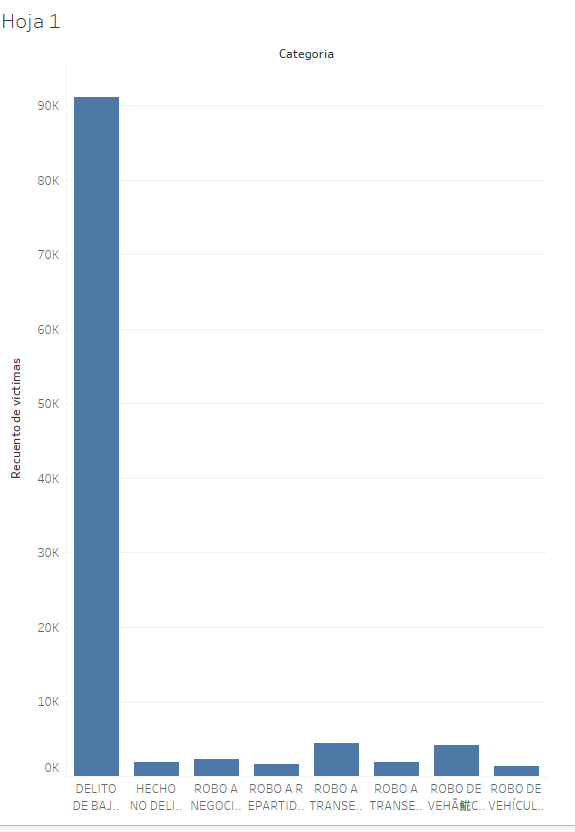 Hoja 1
Categoria
90K
80K
70K
60K
50K
40K
30K
20K
10K
0K
Recuento de victimas
DELITO
DE BAJ..
HECHO
NO DELI..
ROBO A
NEGOCI..
ROBO A R
EPARTID..
ROBO A
TRANSE..
ROBO A
TRANSE..
ROBO DE
ROBO DE
VEHÍCUL..